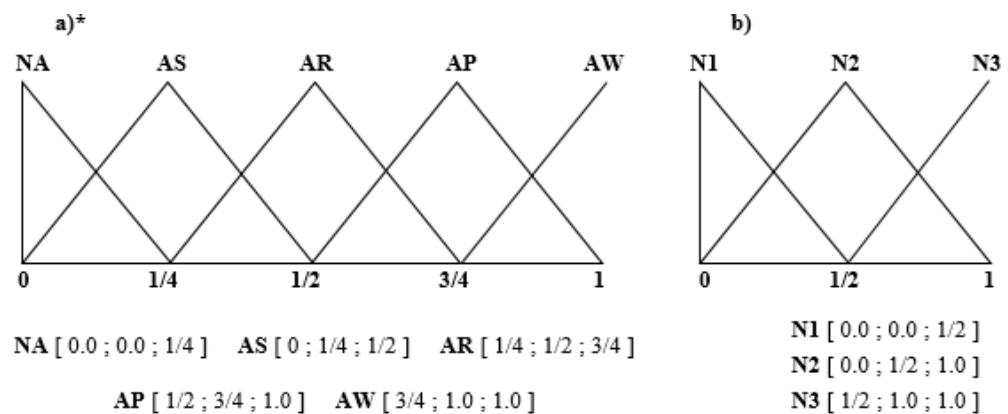 a)*
b)
NA AS AR AP AW
N1 N2 N3
0 1/4 1/2 3/4 1
0 1/2 1
NA [ 0.0 ; 0.0 ; 1/4 ] AS [ 0 ; 1/4 ; 1/2 ] AR [ 1/4 ; 1/2 ; 3/4 ]
AP [ 1/2 ; 3/4 ; 1.0 ] AW [ 3/4 ; 1.0 ; 1.0 ]
N1 [ 0.0 ; 0.0 ; 1/2 ]
N2 [ 0.0 ; 1/2 ; 1.0 ]
N3 [ 1/2 ; 1.0 ; 1.0 ]